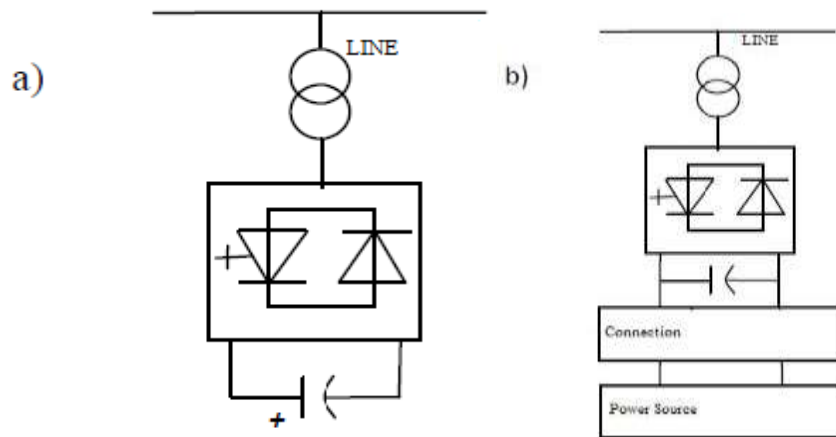 a)
LINE
+
b)
LINE
Connection
Power Source